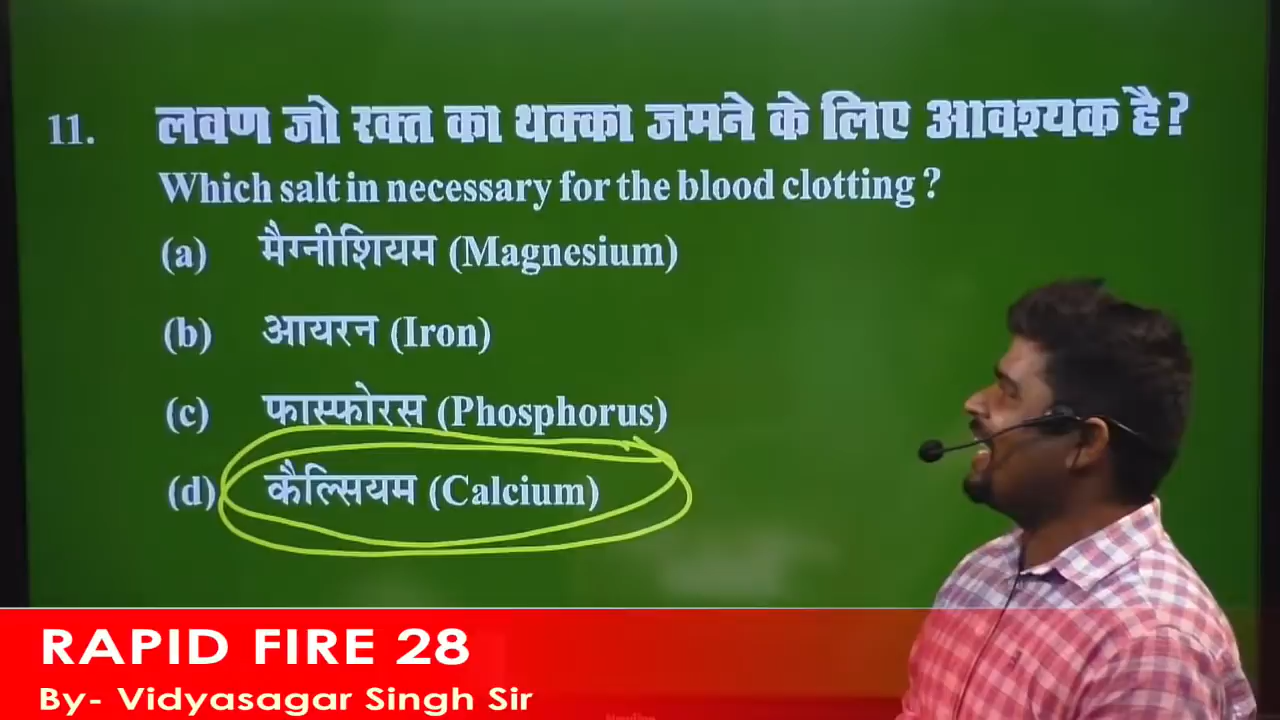 11. लवण जो रक्त का थक्का जमने के लिए आवश्यक है?
Which salt in necessary for the blood clotting ?
(a) मैग्नीशियम (Magnesium)
(b) आयरन (Iron)
(c) फास्फोरस (Phosphorus)
(d) कैल्सियम (Calcium)
RAPID FIRE 28
By- Vidyasagar Singh Sir